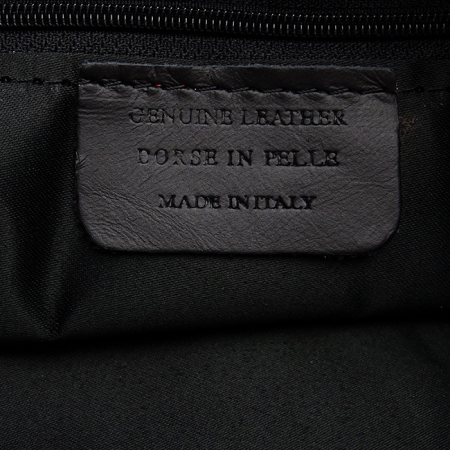 GENUINE LEATHER
BORSE IN PELLE
MADE IN ITALY